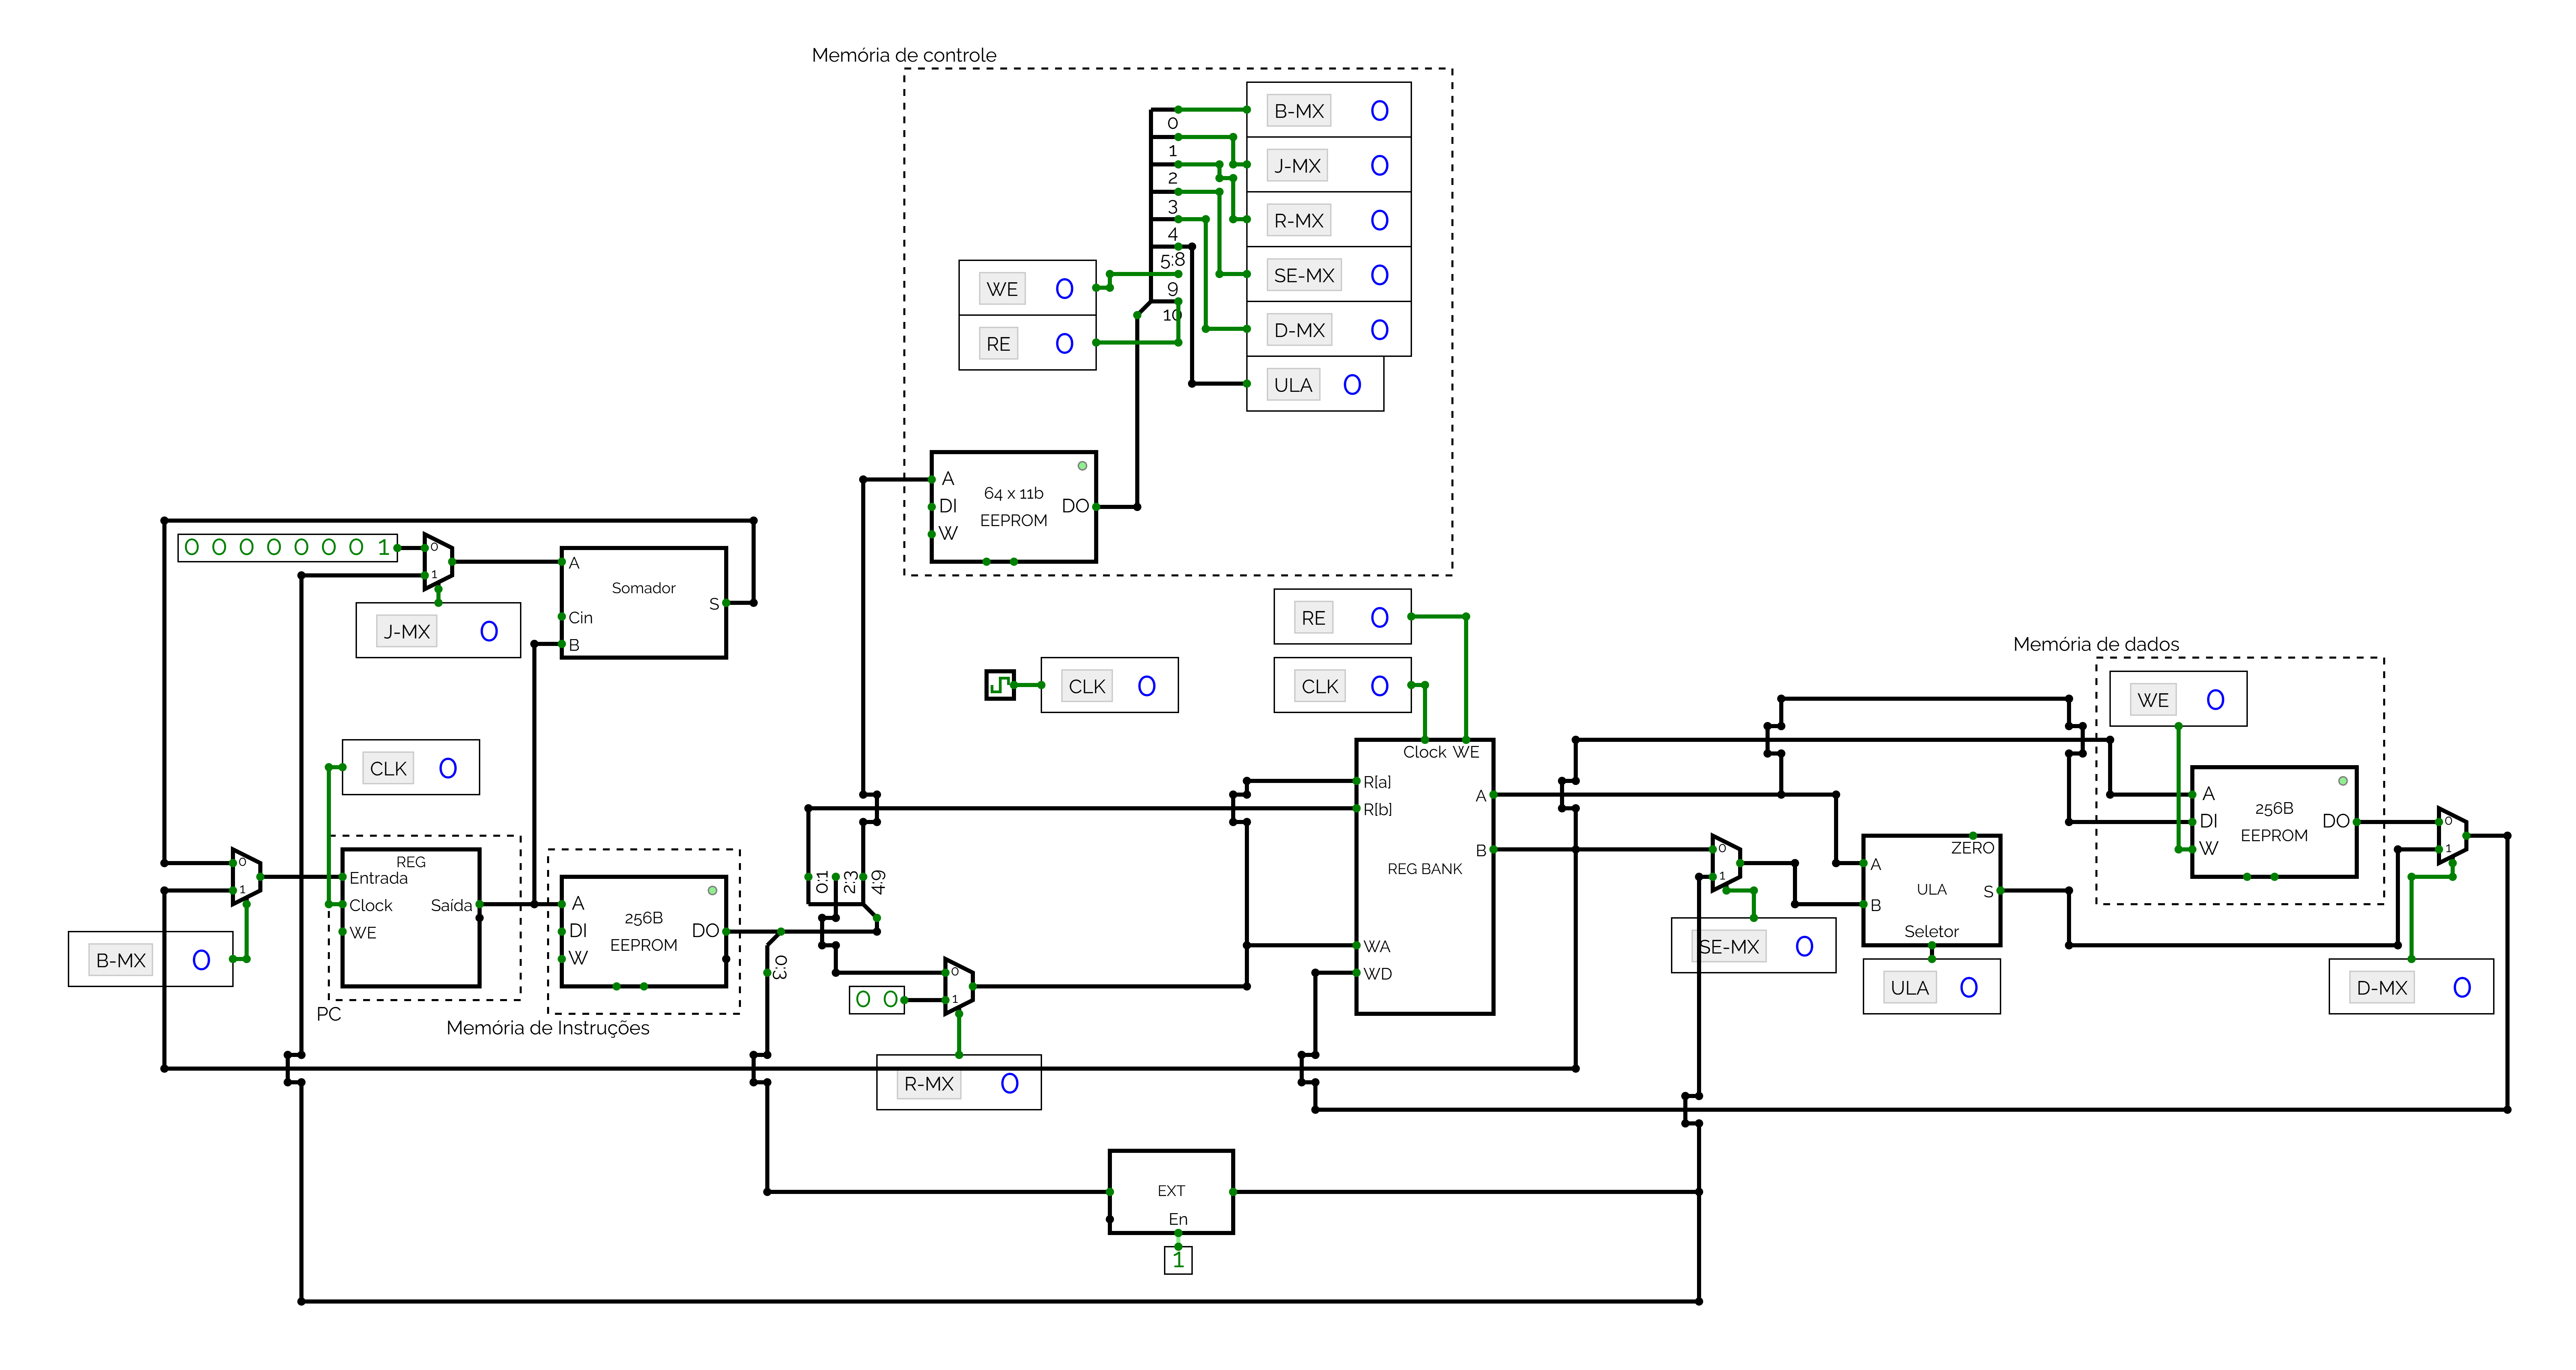 Memória de controle
0
1
2
3
4
5:8
9
10
B-MX 0
J-MX 0
R-MX 0
SE-MX 0
D-MX 0
ULA 0
WE 0
RE 0
A
DI
W
64 x 11b
EEPROM
DO
0 0 0 0 0 0 0 1
0
1
J-MX 0
A
Cin
B
Somador
S
CLK 0
RE 0
CLK 0
CLK 0
0
1
B-MX 0
REG
Entrada
Clock
WE
Saída
PC
A
DI
W
256B
EEPROM
DO
Memória de Instruções
0:1
2:3
4:9
0:3
0 0
0
1
R-MX 0
Clock WE
R[a]
R[b]
WA
WD
REG BANK
A
B
0
1
SE-MX 0
A
B
ZERO
ULA
S
Seletor
ULA 0
Memória de dados
WE 0
A
DI
W
256B
EEPROM
DO
0
1
D-MX 0
EXT
En
1